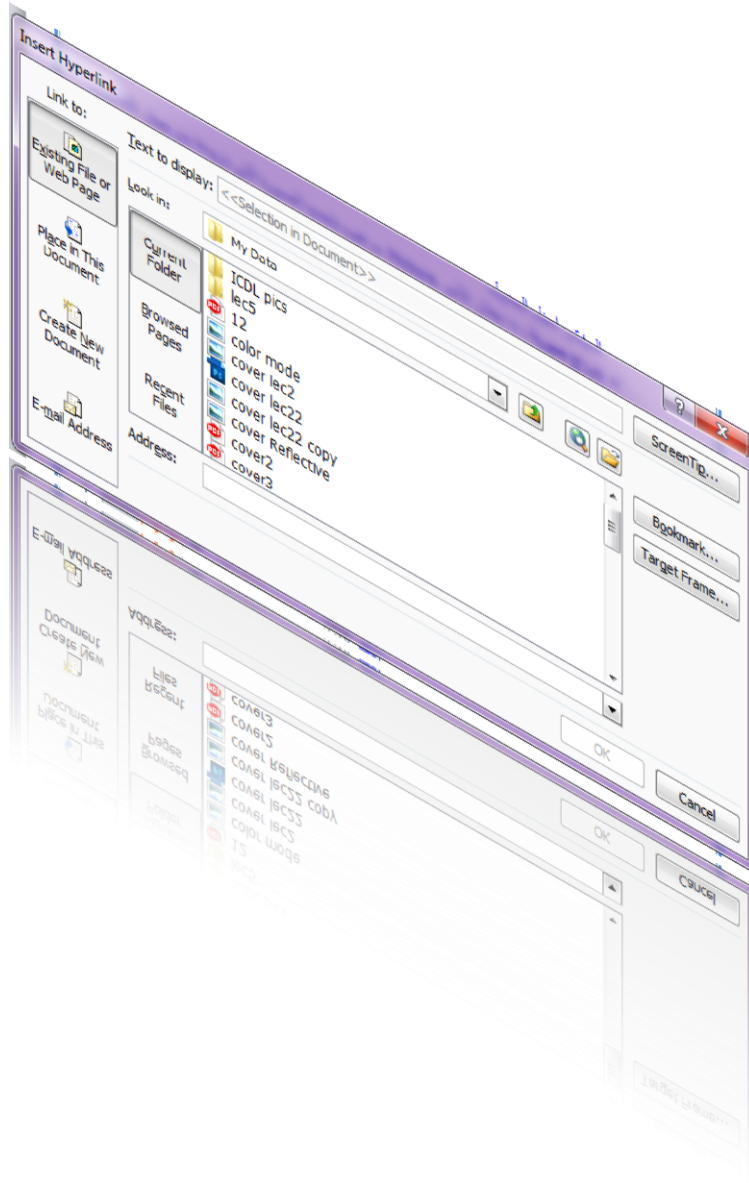 Insert Hyperlink
Link to:
Existing File or
Web Page
Place in This
Document
Create New
Document
E-mail Address
Text to display:
<<Selection in Document>>
Look in:
My Data
Current
Folder
Browsed
Pages
Recent
Files
ICDL pics
lec5
12
color mode
cover lec2
cover lec22
cover lec22 copy
cover Reflective
cover2
cover3
Address:
ScreenTip...
Bookmark...
Target Frame...
OK
Cancel